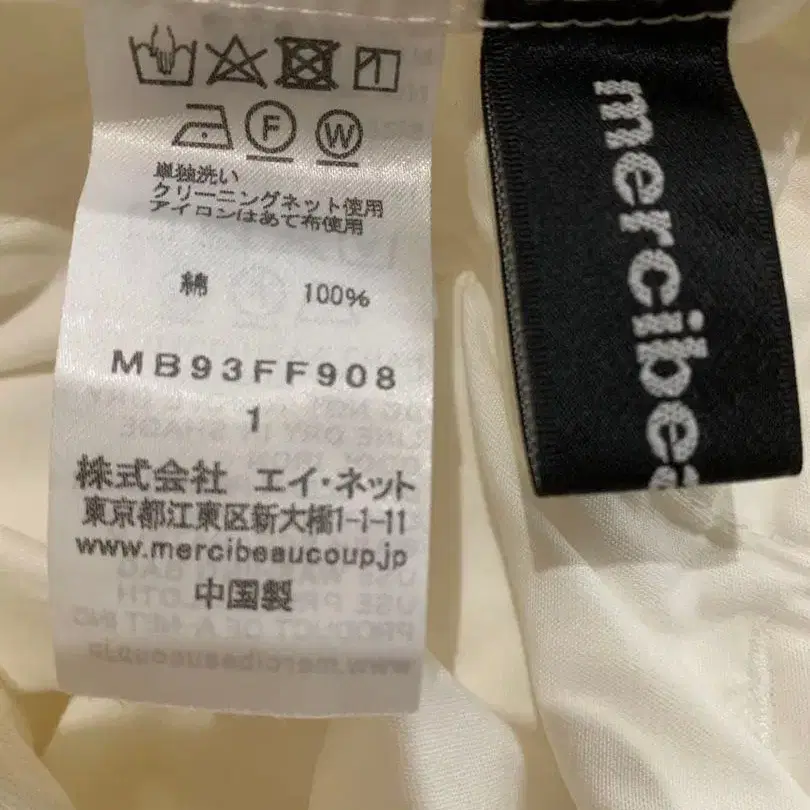 F W
単独洗い
クリーニングネット使用
アイロンはあて布使用
綿 100%
MB93FF908
1
株式会社 エイ・ネット
東京都江東区新大橋1-1-11
www.mercibeaucoup.jp
中国製
mercibea